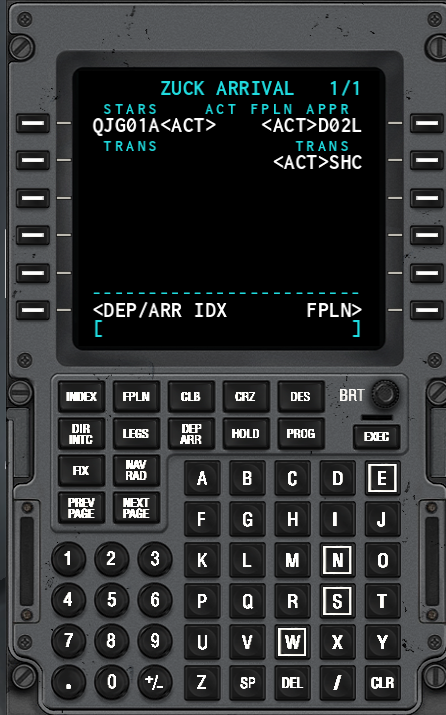 ZUCK ARRIVAL 1/1
STARS ACT FPLN APPR
QJG01A<ACT> <ACT>D02L
TRANS TRANS
<ACT>SHC
--------------------------------
<DEP/ARR IDX FPLN>
[ ]
INDEX FPLN CLB CRZ DES BRT
DIR INTC LEGS DEP ARR HOLD PROG EXEC
FIX NAV RAD A B C D E
PREV PAGE NEXT PAGE F G H I J
1 2 3 K L M N O
4 5 6 P Q R S T
7 8 9 U V W X Y
. 0 +/- Z SP DEL / CLR